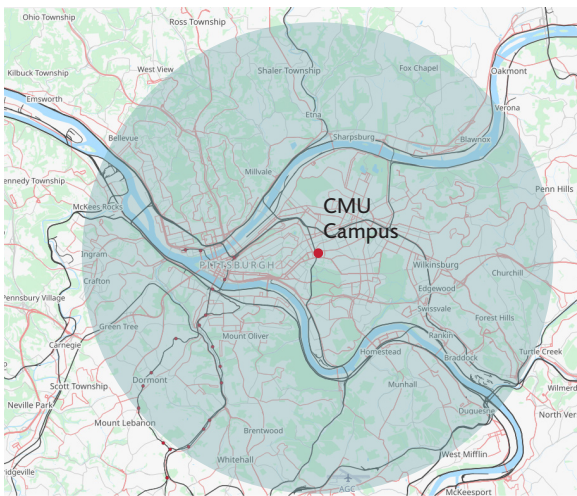 Ohio Township
Ross Township
Kilbuck Township
West View
Shaler Township
Fox Chapel
Oakmont
Emsworth
Verona
Etna
Bellevue
Sharpsburg
Blawnox
Millvale
ennedy Township
Penn Hills
McKees Rocks
CMU
Campus
Ingram
PITTSBURGH
Wilkinsburg
Churchill
Crafton
Edgewood
Pennsbury Village
Swissvale
Forest Hills
Green Tree
Mount Oliver
Rankin
Carnegie
Homestead
Braddock
Turtle Creek
Scott Township
Dormont
Munhall
Wilmerd
Neville Park
Duquesne
North Ver
Mount Lebanon
Brentwood
West Mifflin
Whitehall
ridgeville
AGC
McKeesport